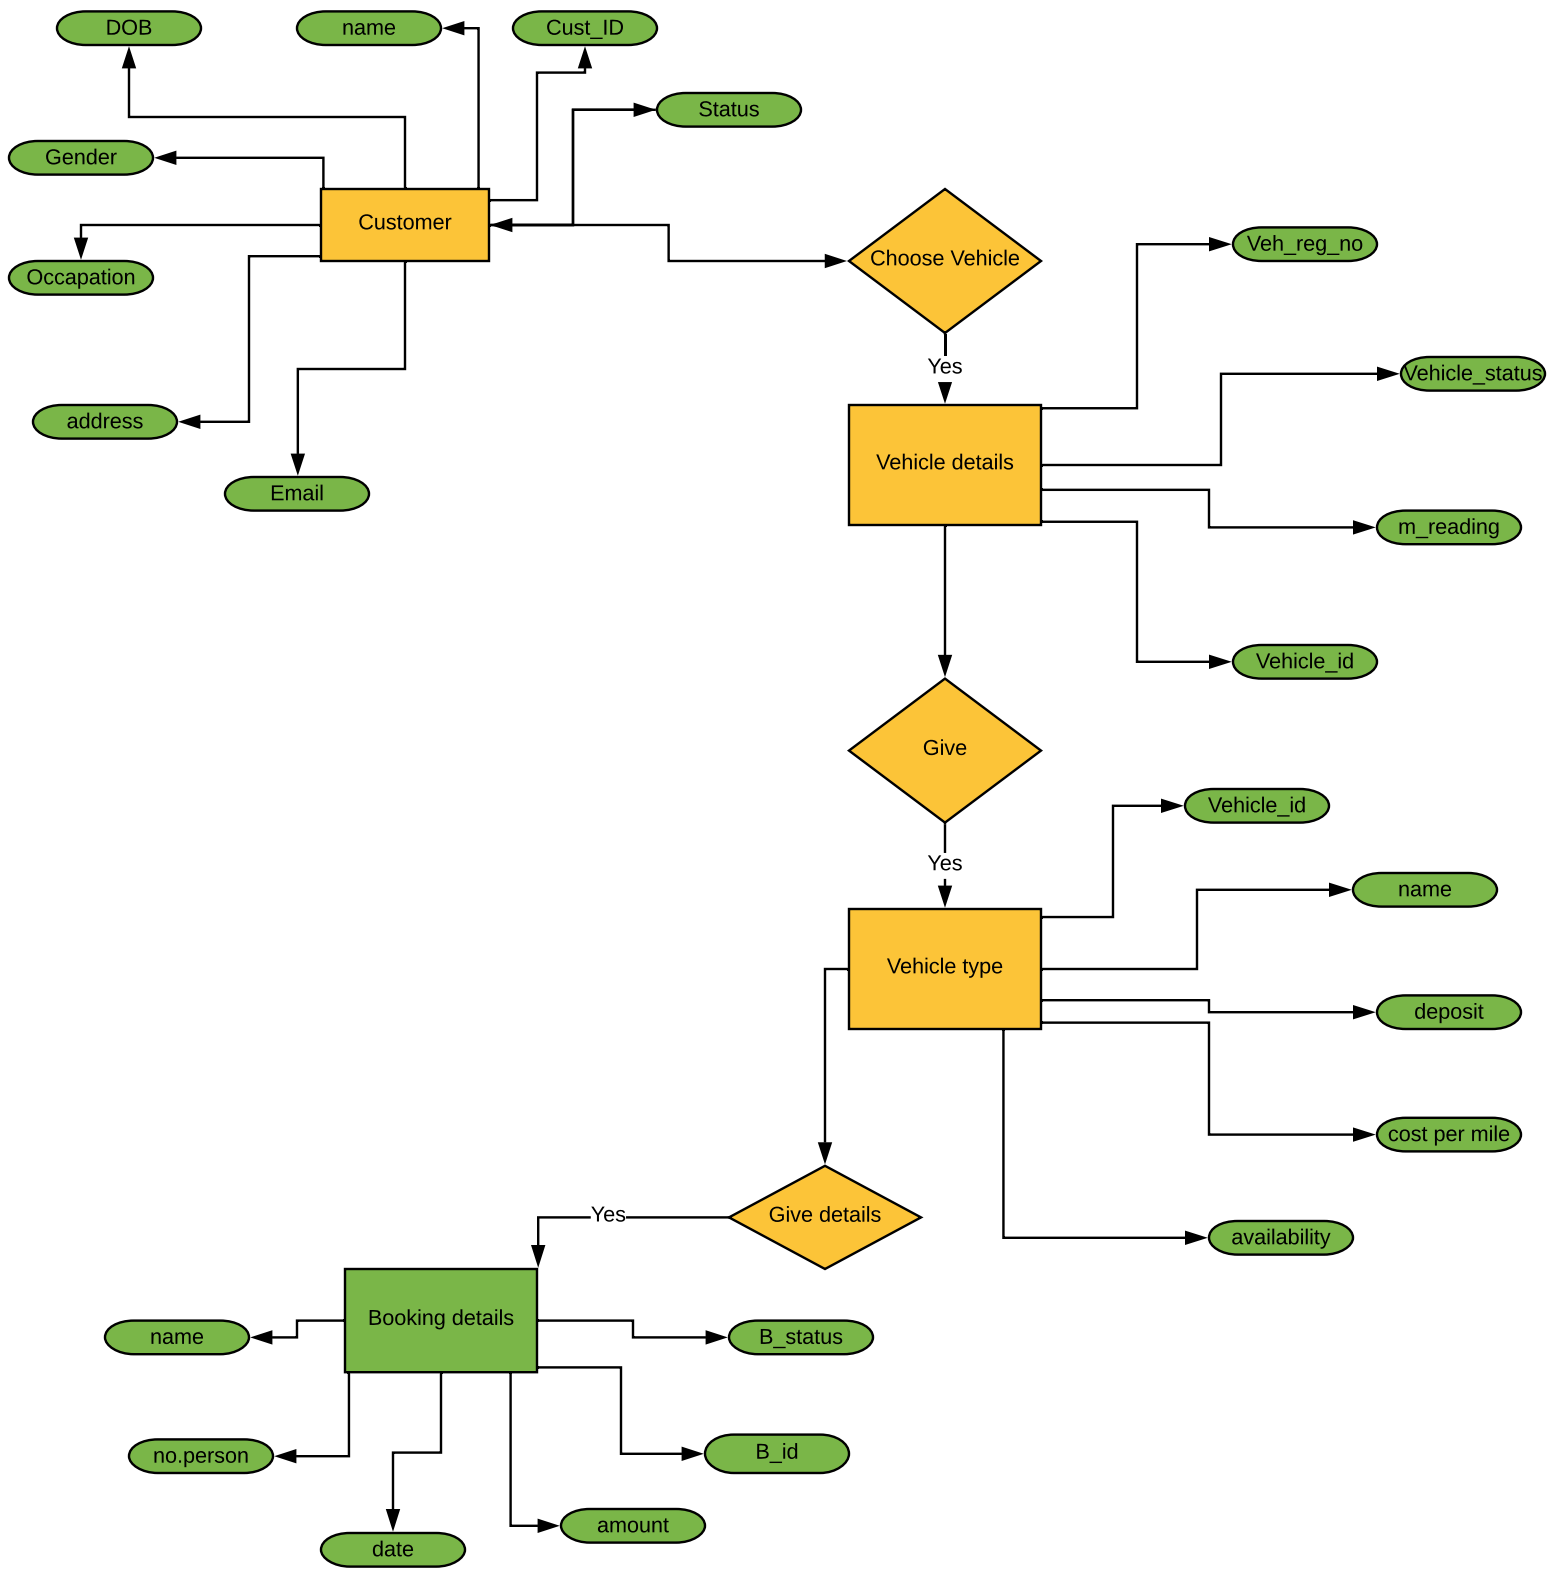 DOB
name
Cust_ID
Status
Gender
Customer
Occapation
address
Email
Choose Vehicle
Yes
Veh_reg_no
Vehicle_status
Vehicle details
m_reading
Vehicle_id
Give
Yes
Vehicle_id
name
Vehicle type
deposit
cost per mile
availability
Give details
Yes
Booking details
name
B_status
no.person
B_id
amount
date